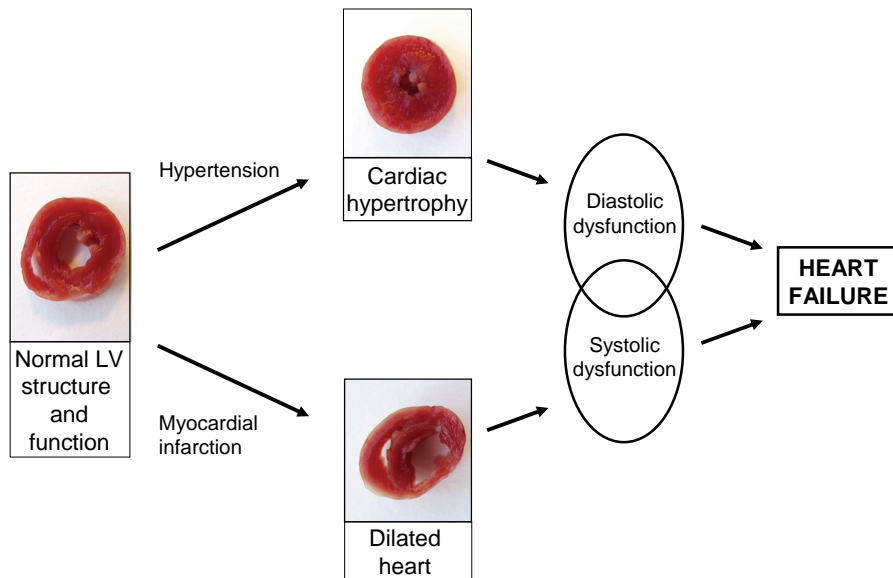 Hypertension
Cardiac
hypertrophy
Normal LV
structure
and
function
Myocardial
infarction
Dilated
heart
Diastolic
dysfunction
Systolic
dysfunction
HEART
FAILURE